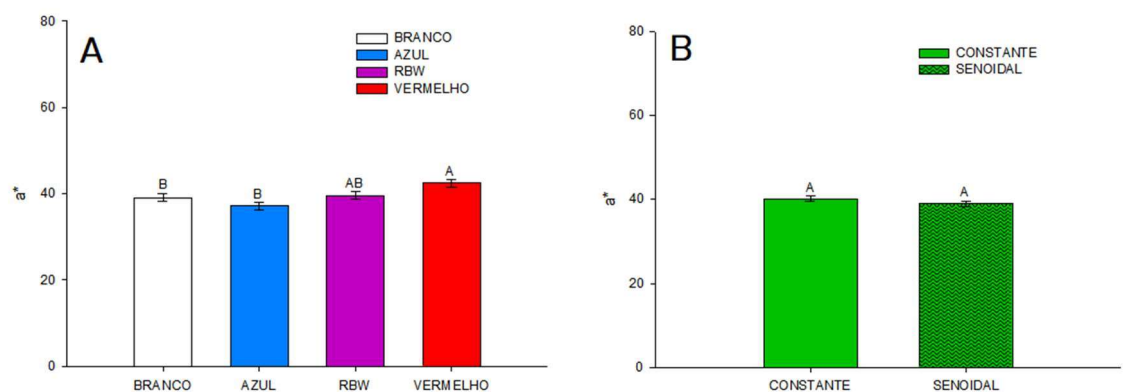 A
BRANCO
AZUL
RBW
VERMELHO
80
60
40
20
0
a*
B
B
AB
A
BRANCO
AZUL
RBW
VERMELHO
B
CONSTANTE
SENOIDAL
80
60
40
20
0
a*
A
A
CONSTANTE
SENOIDAL